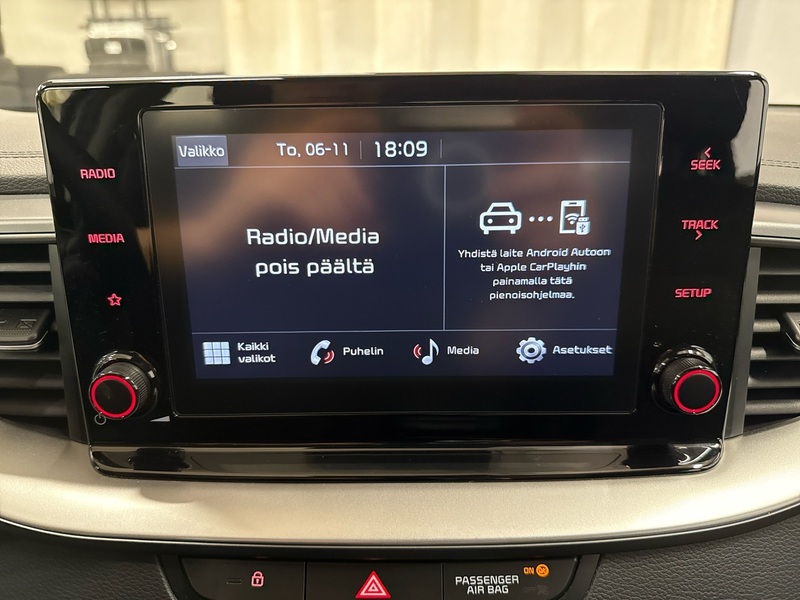 Valikko
To, 06-11
18:09
RADIO
MEDIA
SEEK
TRACK
SETUP
Radio/Media
pois päältä
Yhdistä laite Android Autoon
tai Apple CarPlayhin
painamalla tätä
pienoisohjelmaa.
Kaikki
valikot
Puhelin
Media
Asetukset
PASSENGER
AIR BAG
ON